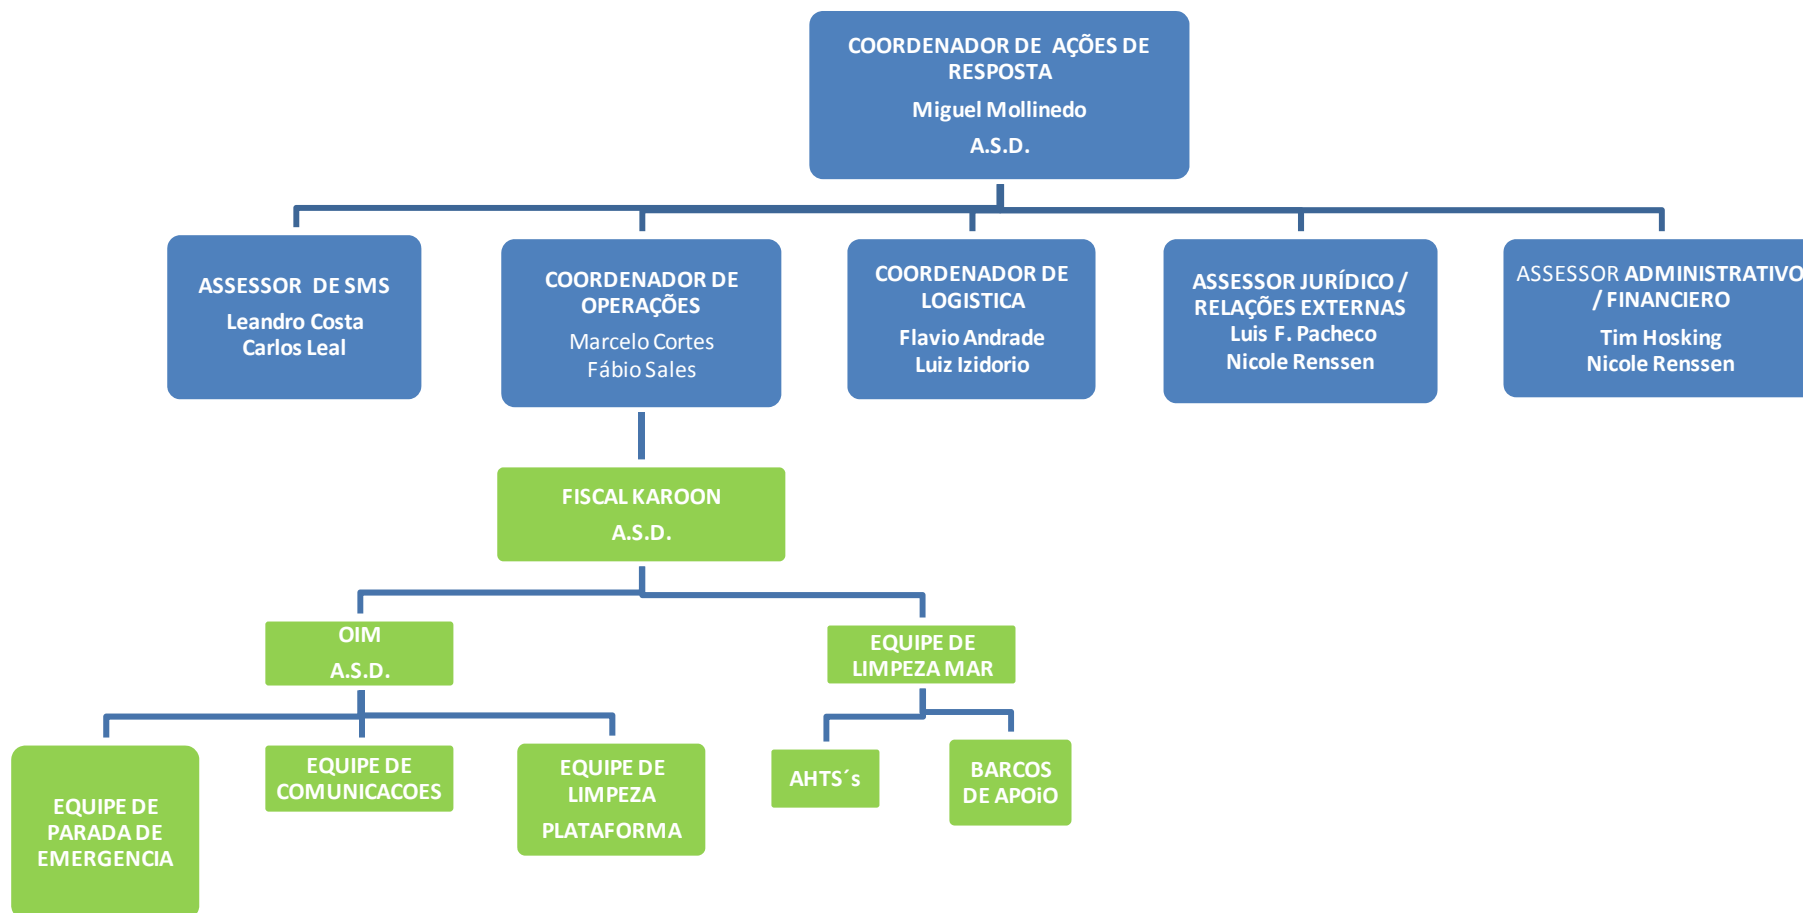 COORDENADOR DE AÇÕES DE
RESPOSTA
Miguel Mollinedo
A.S.D.
ASSESSOR DE SMS
Leandro Costa
Carlos Leal
COORDENADOR DE
OPERAÇÕES
Marcelo Cortes
Fábio Sales
COORDENADOR DE
LOGISTICA
Flavio Andrade
Luiz Izidorio
ASSESSOR JURÍDICO /
RELAÇÕES EXTERNAS
Luis F. Pacheco
Nicole Renssen
ASSESSOR ADMINISTRATIVO
/ FINANCIERO
Tim Hosking
Nicole Renssen
FISCAL KAROON
A.S.D.
OIM
A.S.D.
EQUIPE DE
LIMPEZA MAR
EQUIPE DE
PARADA DE
EMERGENCIA
EQUIPE DE
COMUNICACOES
EQUIPE DE
LIMPEZA
PLATAFORMA
AHTS´s
BARCOS
DE APOiO